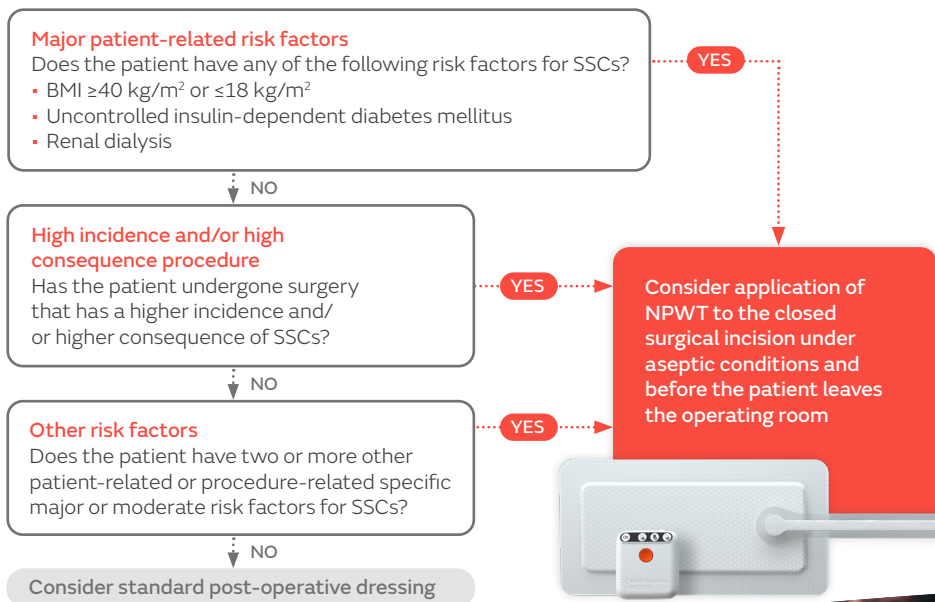 Major patient-related risk factors
Does the patient have any of the following risk factors for SSCs?
▪ BMI ≥40 kg/m² or ≤18 kg/m²
▪ Uncontrolled insulin-dependent diabetes mellitus
▪ Renal dialysis
YES
NO
High incidence and/or high
consequence procedure
Has the patient undergone surgery
that has a higher incidence and/
or higher consequence of SSCs?
YES
NO
Other risk factors
Does the patient have two or more other
patient-related or procedure-related specific
major or moderate risk factors for SSCs?
YES
NO
Consider standard post-operative dressing
Consider application of
NPWT to the closed
surgical incision under
aseptic conditions and
before the patient leaves
the operating room